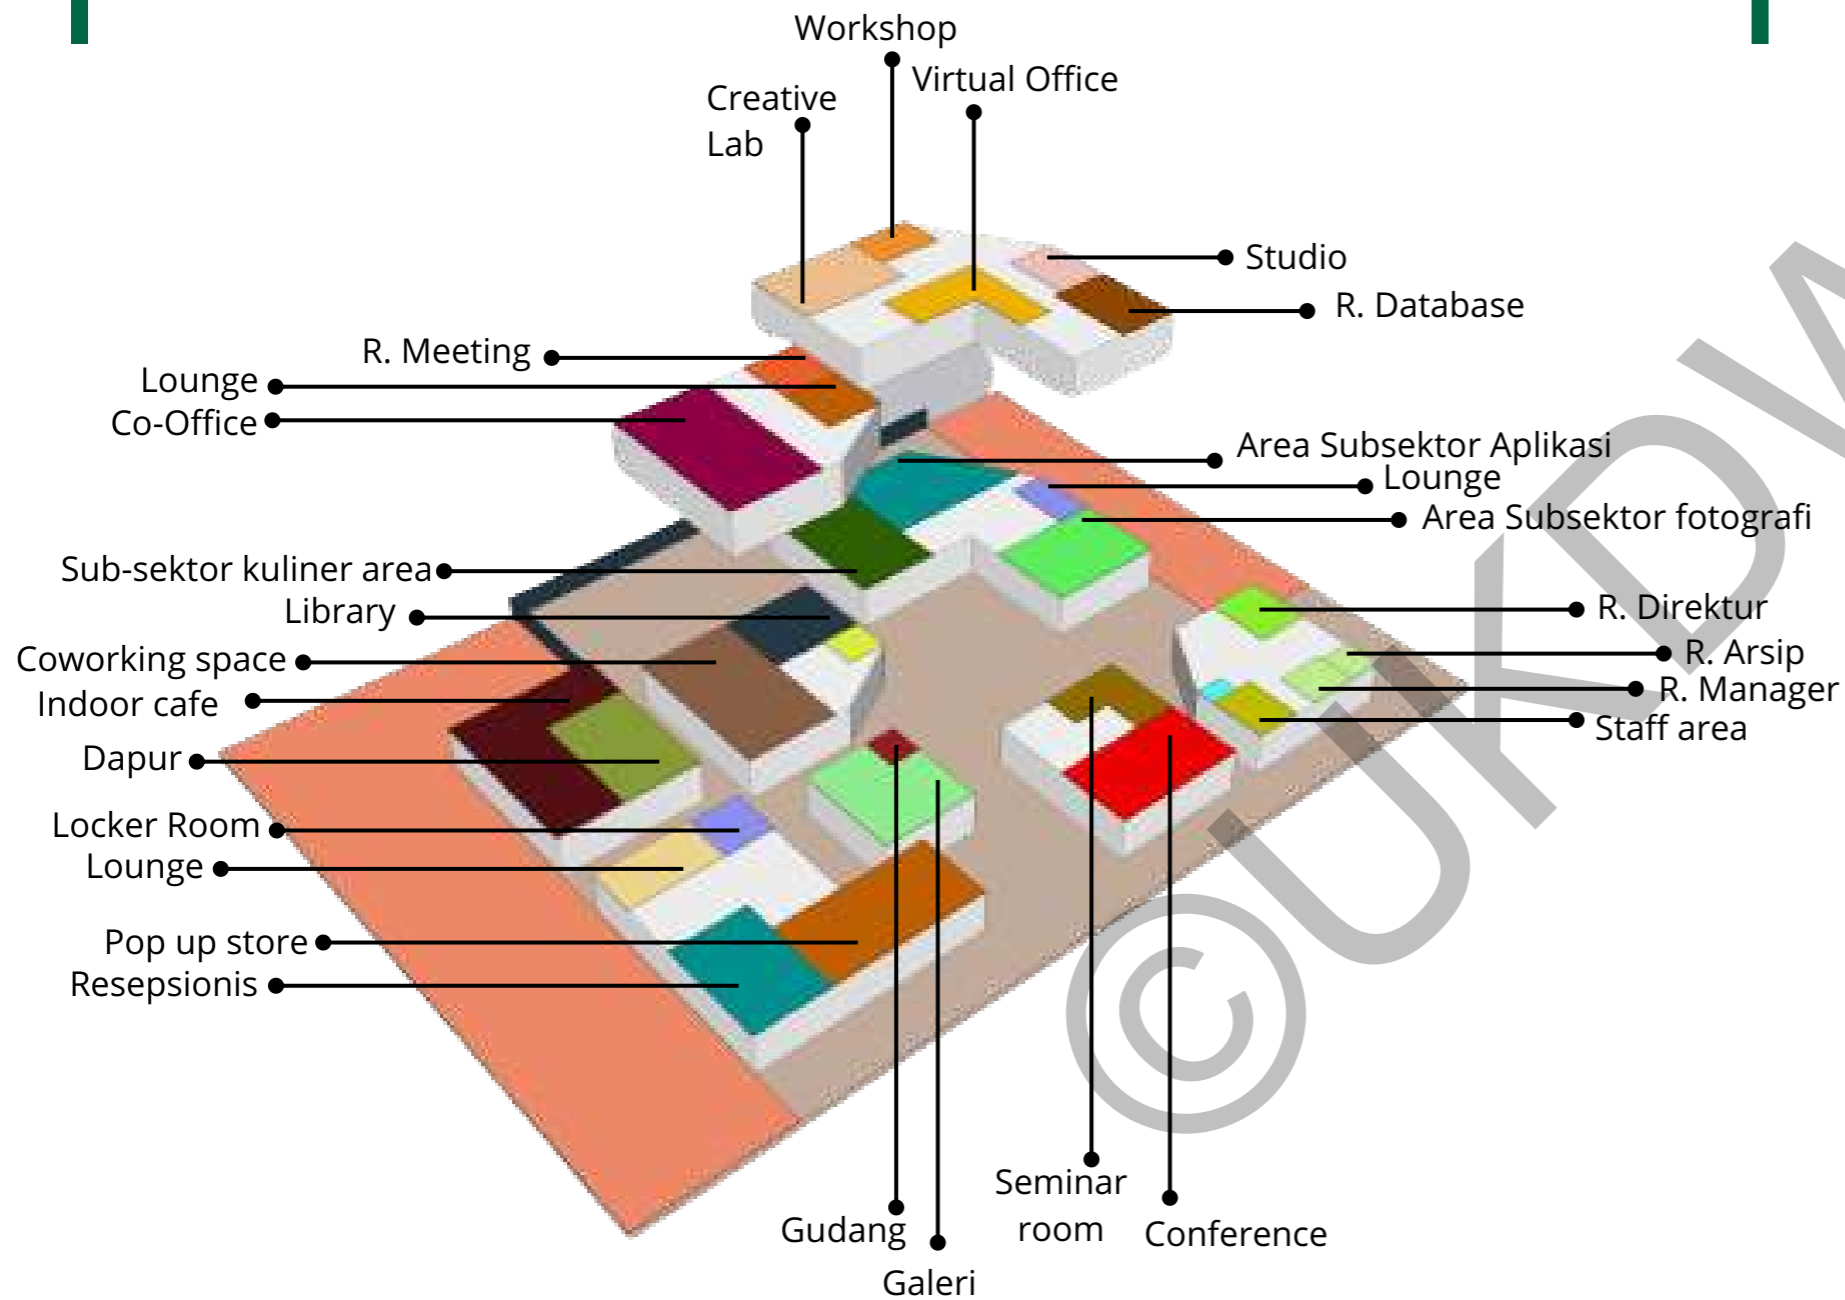 Workshop
Virtual Office
Creative
Lab
Studio
R. Database
R. Meeting
Lounge
Co-Office
Area Subsektor Aplikasi
Lounge
Area Subsektor fotografi
Sub-sektor kuliner area
Library
Coworking space
Indoor cafe
Dapur
R. Direktur
R. Arsip
R. Manager
Staff area
Locker Room
Lounge
Pop up store
Resepsionis
Seminar
room
Gudang
Conference
Galeri
©UKDW